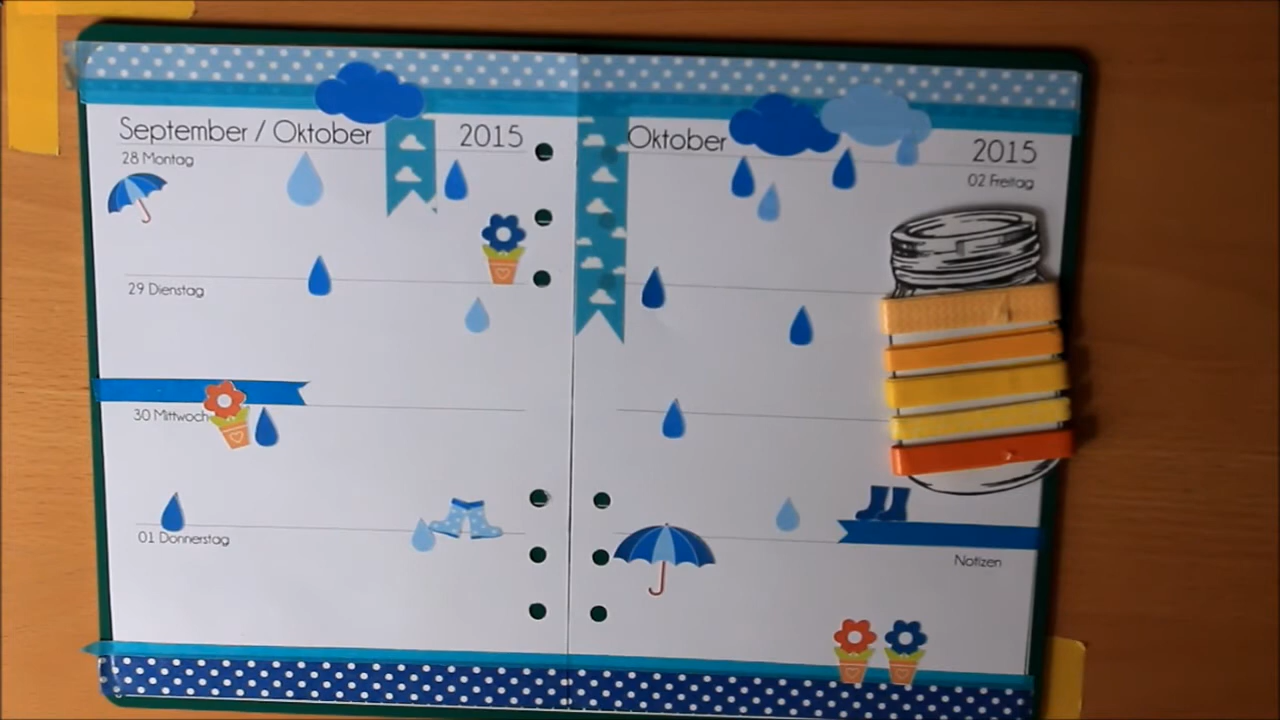 September / Oktober 2015
28 Montag
29 Dienstag
30 Mittwoch
01 Donnerstag
Oktober 2015
02 Freitag
Notizen